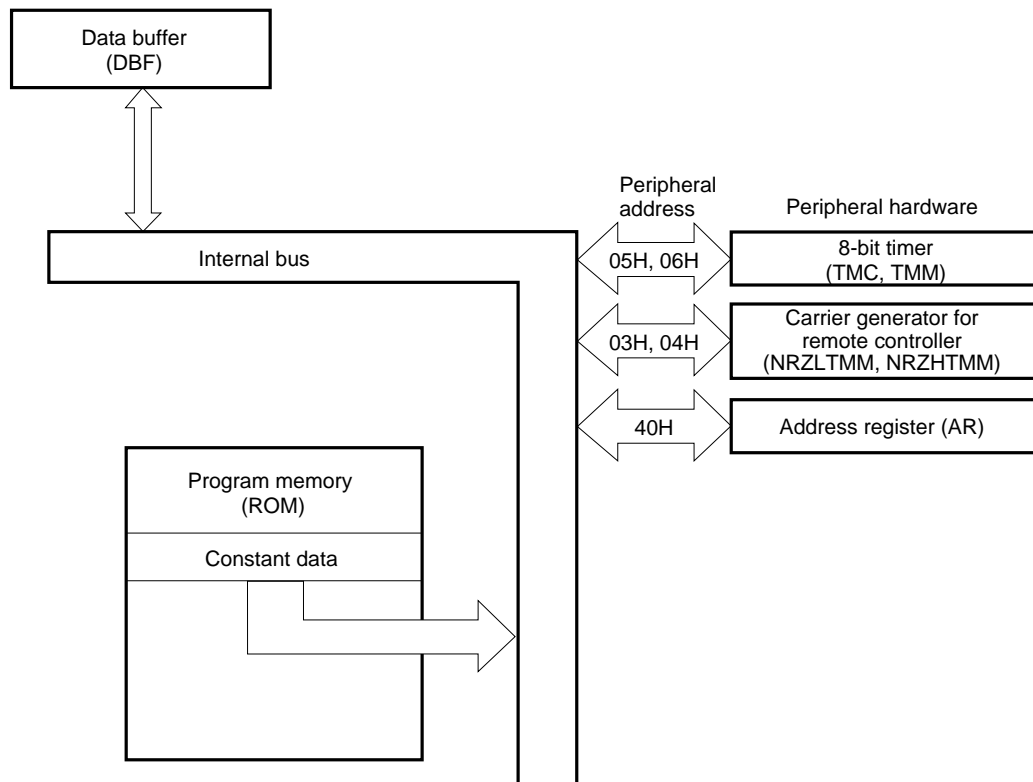 Data buffer
(DBF)
Peripheral
address
Peripheral hardware
Internal bus
05H, 06H
8-bit timer
(TMC, TMM)
03H, 04H
Carrier generator for
remote controller
(NRZLTMM, NRZHTMM)
40H
Address register (AR)
Program memory
(ROM)
Constant data